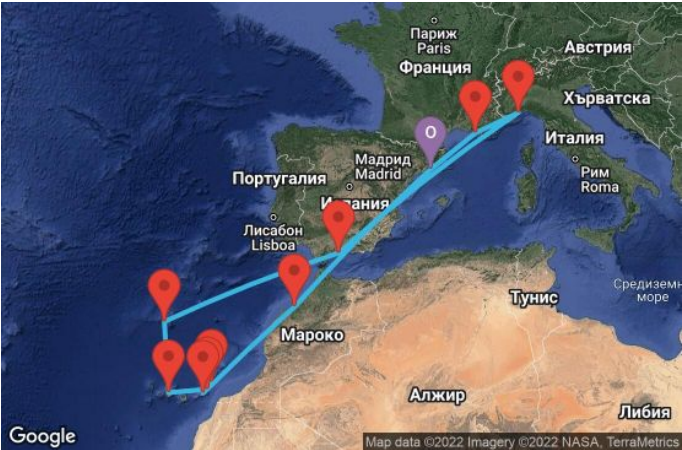 Париж
Paris
Франция
Австрия
Хърватска
Италия
Рим
Roma
О
Мадрид
Madrid
Португалия
Лисабон
Lisboa
Средиземн
море
Тунис
Мароко
Алжир
Либия
Google
Map data ©2022 Imagery ©2022 NASA, TerraMetrics